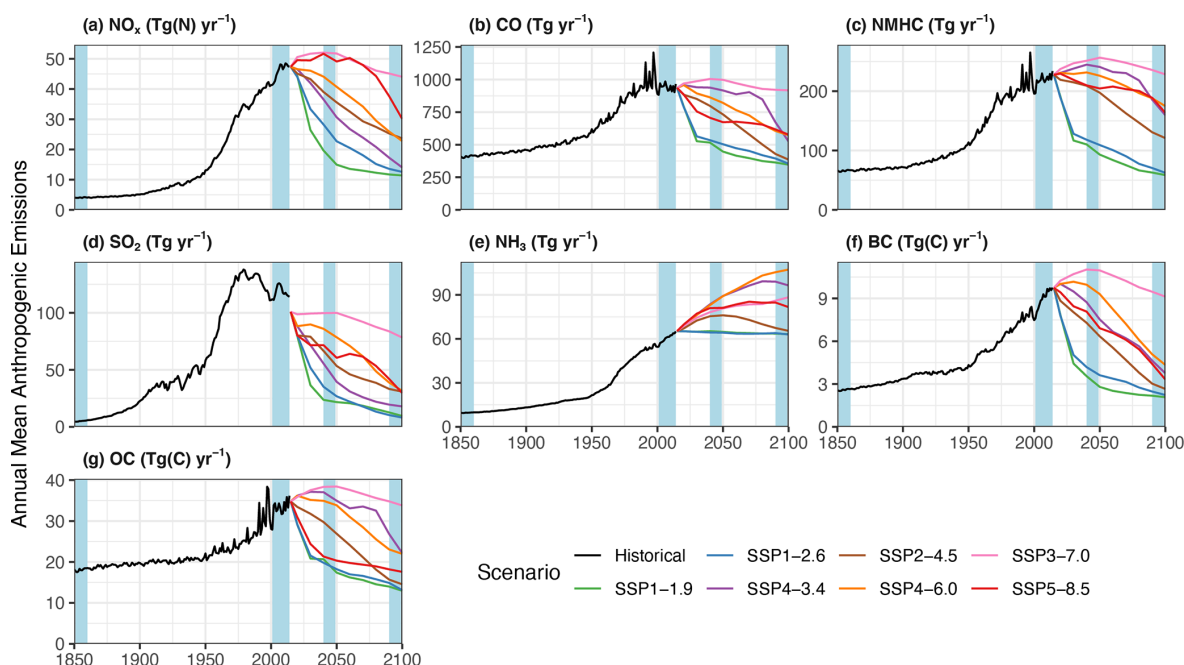 Annual Mean Anthropogenic Emissions
(a) NOₓ (Tg(N) yr⁻¹)
50
40
30
20
10
0
(b) CO (Tg yr⁻¹)
1250
1000
750
500
250
0
(c) NMHC (Tg yr⁻¹)
200
100
0
(d) SO₂ (Tg yr⁻¹)
100
50
0
(e) NH₃ (Tg yr⁻¹)
90
60
30
0
1850 1900 1950 2000 2050 2100
(f) BC (Tg(C) yr⁻¹)
9
6
3
0
1850 1900 1950 2000 2050 2100
(g) OC (Tg(C) yr⁻¹)
40
30
20
10
0
1850 1900 1950 2000 2050 2100
Scenario
Historical SSP1−2.6 SSP2−4.5 SSP3−7.0
SSP1−1.9 SSP4−3.4 SSP4−6.0 SSP5−8.5